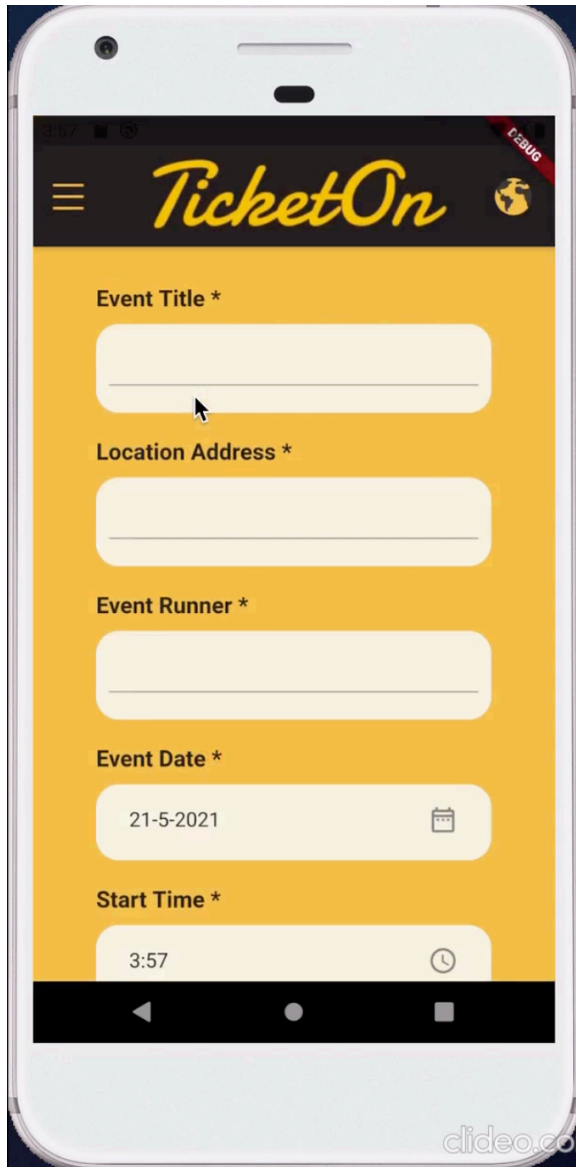 3:57
DEBUG
TicketOn
Event Title *
Location Address *
Event Runner *
Event Date *
21-5-2021
Start Time *
3:57
clideo.co